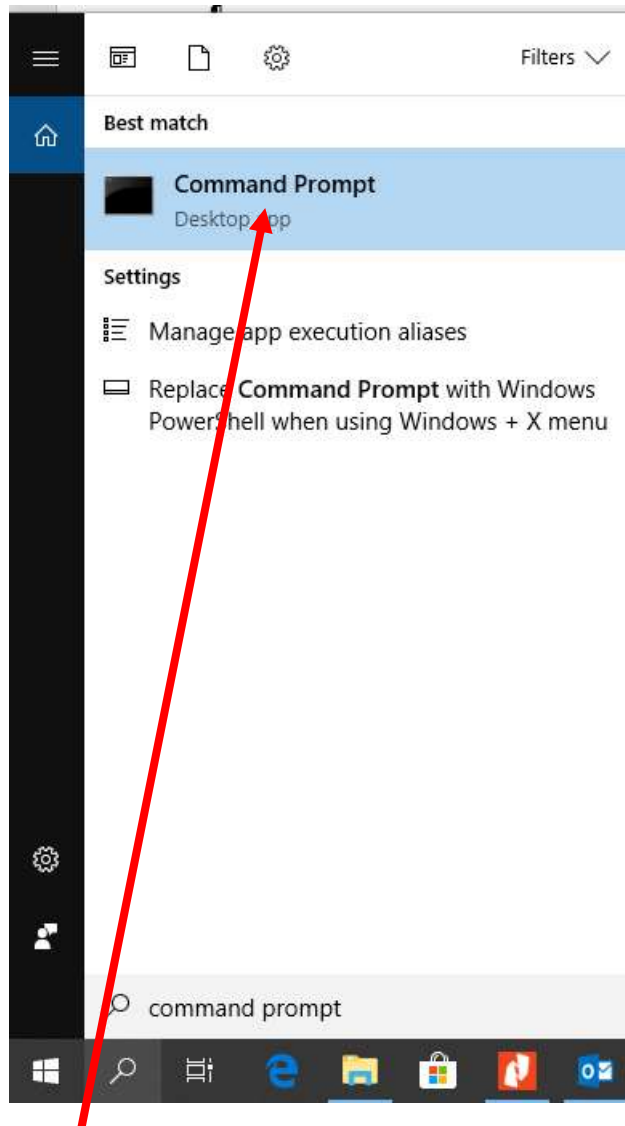 Filters
Best match
Command Prompt
Desktop app
Settings
Manage app execution aliases
Replace Command Prompt with Windows
PowerShell when using Windows + X menu
command prompt